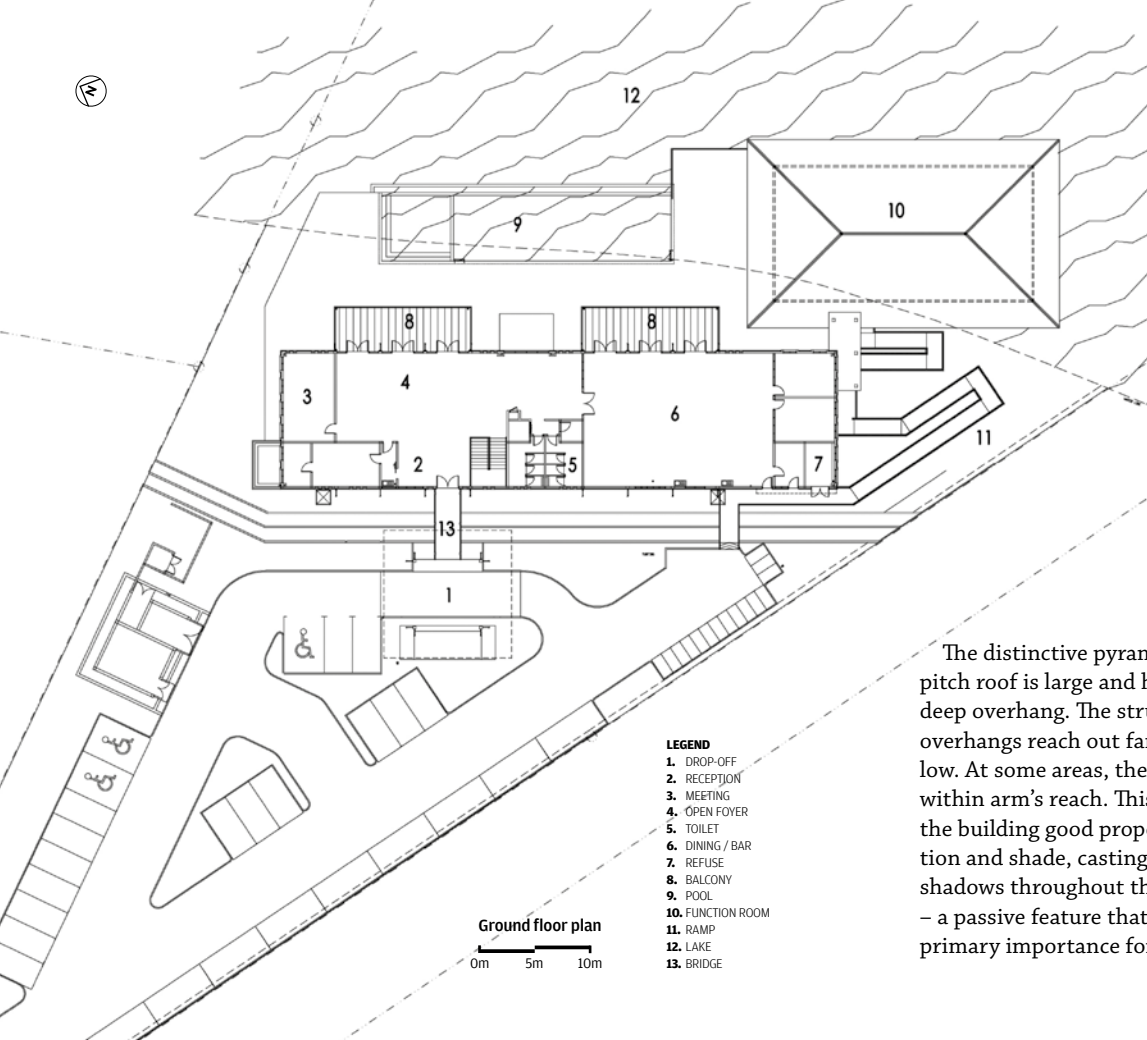 N
12
9
10
8
8
3
4
6
2
5
7
11
13
1
LEGEND
1. DROP-OFF
2. RECEPTION
3. MEETING
4. OPEN FOYER
5. TOILET
6. DINING / BAR
7. REFUSE
8. BALCONY
9. POOL
10. FUNCTION ROOM
11. RAMP
12. LAKE
13. BRIDGE
Ground floor plan
0m 5m 10m
The distinctive pyram
pitch roof is large and h
deep overhang. The stru
overhangs reach out far
low. At some areas, the
within arm’s reach. This
the building good prope
tion and shade, casting
shadows throughout th
– a passive feature that
primary importance for